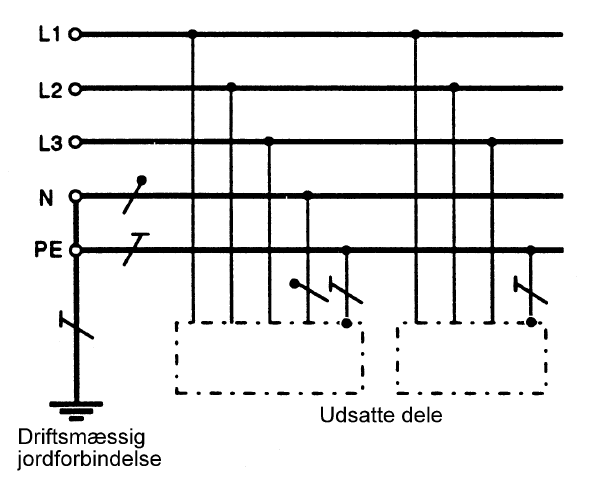 L1
L2
L3
N
PE
Udsatte dele
Driftsmæssig
jordforbindelse